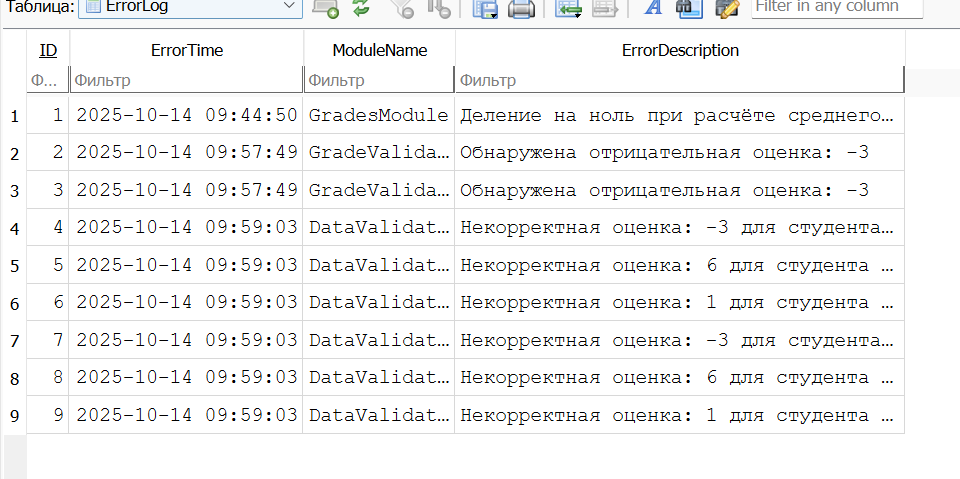 Таблица: ErrorLog Filter in any column
ID ErrorTime ModuleName ErrorDescription
Ф... Фильтр Фильтр Фильтр
1 1 2025-10-14 09:44:50 GradesModule Деление на ноль при расчёте среднего…
2 2 2025-10-14 09:57:49 GradeValida… Обнаружена отрицательная оценка: -3
3 3 2025-10-14 09:57:49 GradeValida… Обнаружена отрицательная оценка: -3
4 4 2025-10-14 09:59:03 DataValidat… Некорректная оценка: -3 для студента…
5 5 2025-10-14 09:59:03 DataValidat… Некорректная оценка: 6 для студента …
6 6 2025-10-14 09:59:03 DataValidat… Некорректная оценка: 1 для студента …
7 7 2025-10-14 09:59:03 DataValidat… Некорректная оценка: -3 для студента…
8 8 2025-10-14 09:59:03 DataValidat… Некорректная оценка: 6 для студента …
9 9 2025-10-14 09:59:03 DataValidat… Некорректная оценка: 1 для студента …